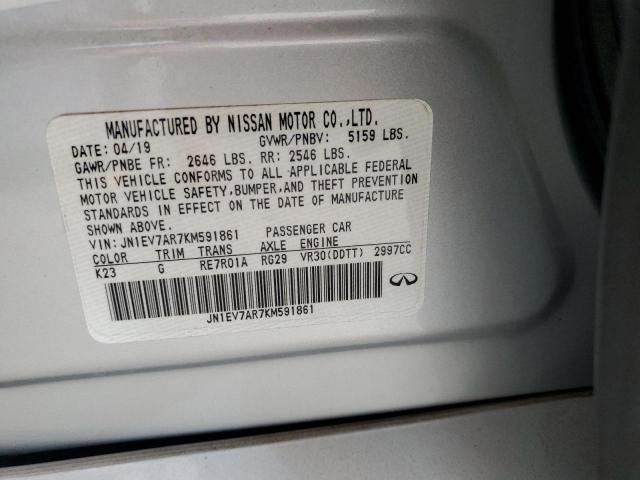 MANUFACTURED BY NISSAN MOTOR CO.,LTD.
DATE: 04/19 GVWR/PNBV: 5159 LBS.
GAWR/PNBE FR: 2646 LBS. RR: 2546 LBS.
THIS VEHICLE CONFORMS TO ALL APPLICABLE FEDERAL
MOTOR VEHICLE SAFETY,BUMPER,AND THEFT PREVENTION
STANDARDS IN EFFECT ON THE DATE OF MANUFACTURE
SHOWN ABOVE.
VIN: JN1EV7AR7KM591861 PASSENGER CAR
COLOR TRIM TRANS AXLE ENGINE
K23 G RE7R01A RG29 VR30(DDTT) 2997CC
JN1EV7AR7KM591861